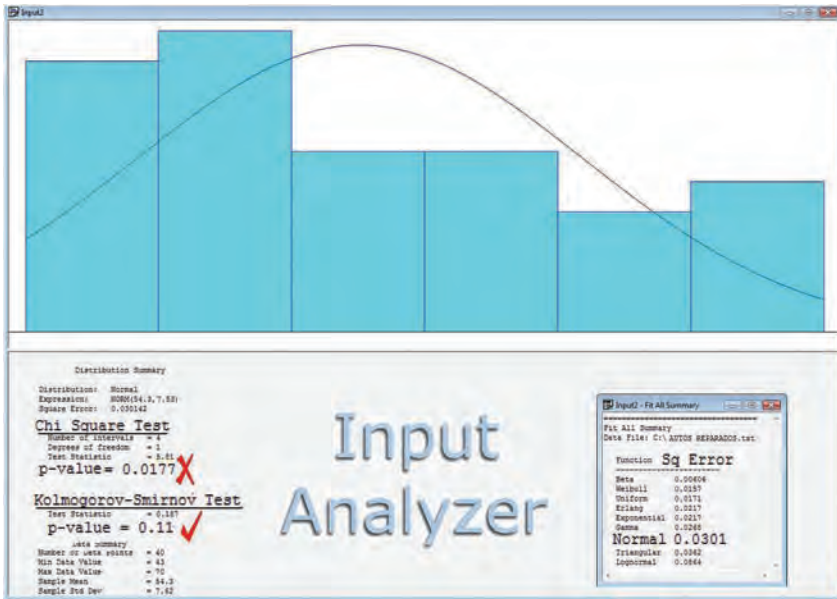 Input2
Distribution Summary
Distribution: Normal
Expression: NORM(54.3,7.53)
Square Error: 0.030142
Chi Square Test
Number of intervals = 4
Degrees of freedom = 1
Test Statistic = 5.61
p-value= 0.0177
Kolmogorov-Smirnov Test
Test Statistic = 0.187
p-value = 0.11
Data Summary
Number of Data Points = 40
Min Data Value = 43
Max Data Value = 70
Sample Mean = 54.3
Sample Std Dev = 7.62
Input
Analyzer
Input2 - Fit All Summary
Fit All Summary
Data File: C:\ AUTOS REPARADOS.txt
Function Sq Error
Beta 0.00606
Weibull 0.0157
Uniform 0.0171
Erlang 0.0217
Exponential 0.0217
Gamma 0.0265
Normal 0.0301
Triangular 0.0362
Lognormal 0.0564